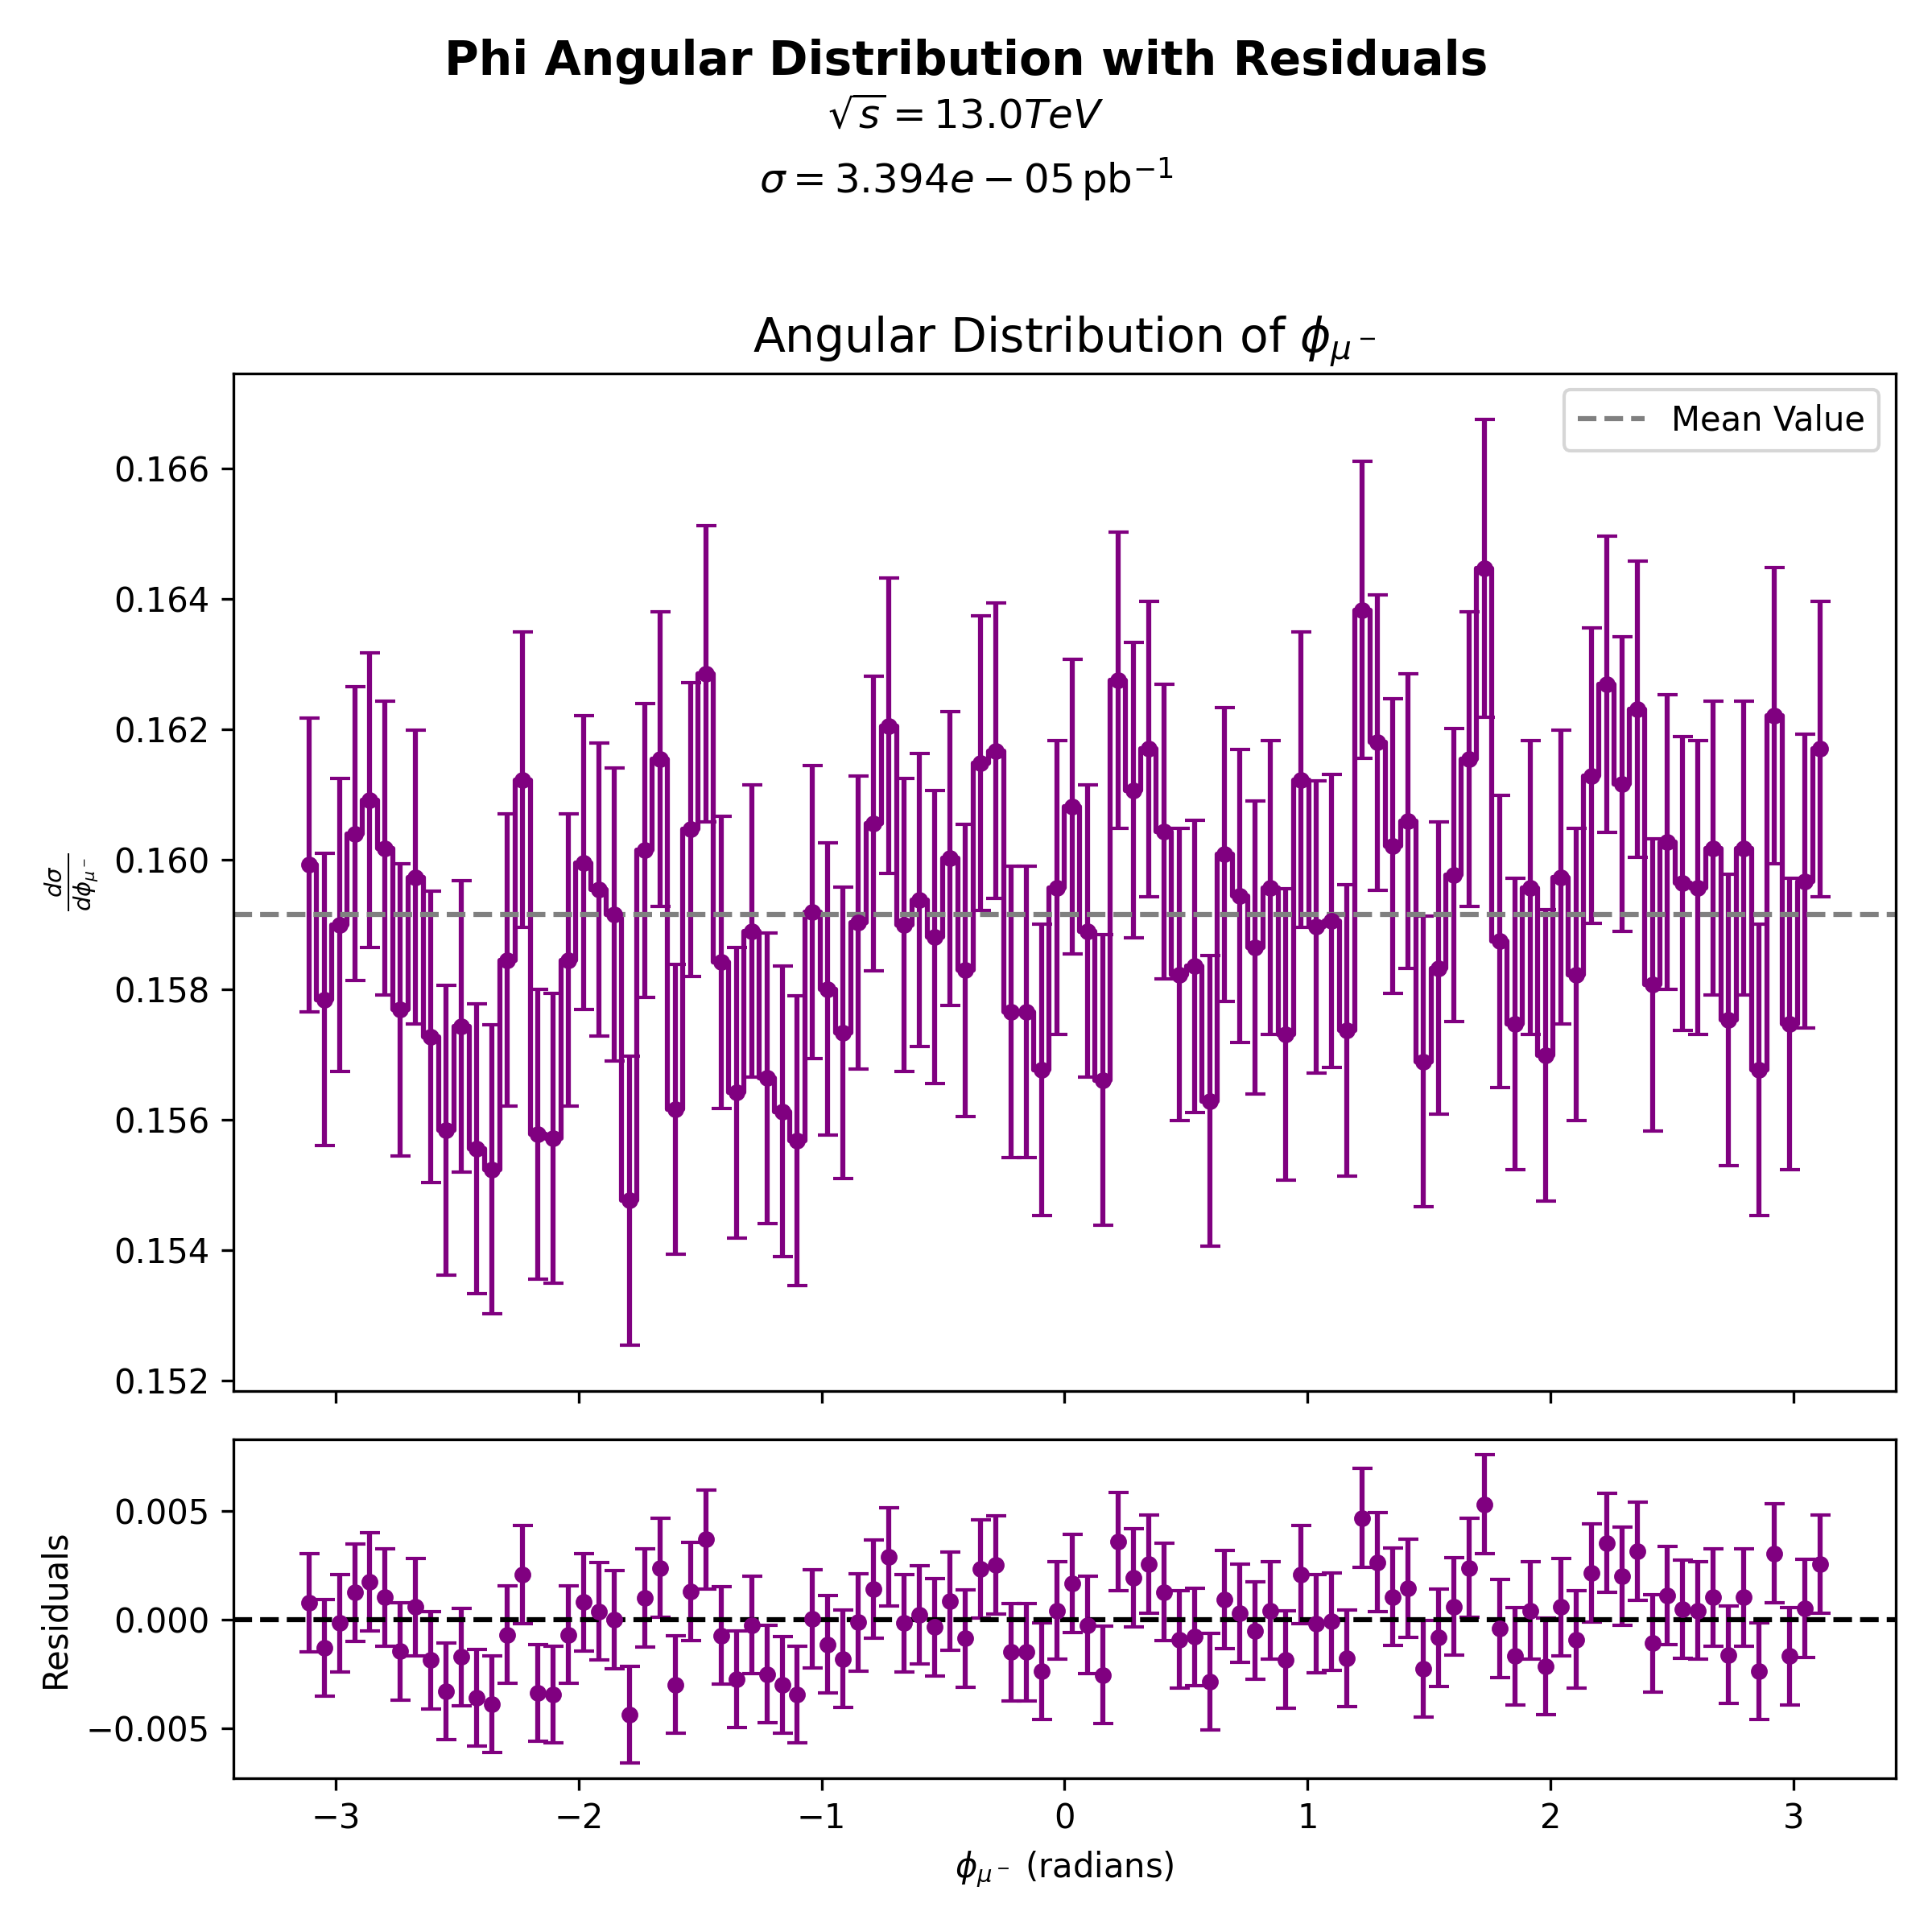 Phi Angular Distribution with Residuals
√s = 13.0TeV
σ = 3.394e − 05 pb⁻¹
Angular Distribution of ϕ_μ⁻
Mean Value
0.166
0.164
0.162
0.160
0.158
0.156
0.154
0.152
dσ/dϕ_μ⁻
Residuals
0.005
0.000
−0.005
−3 −2 −1 0 1 2 3
ϕ_μ⁻ (radians)